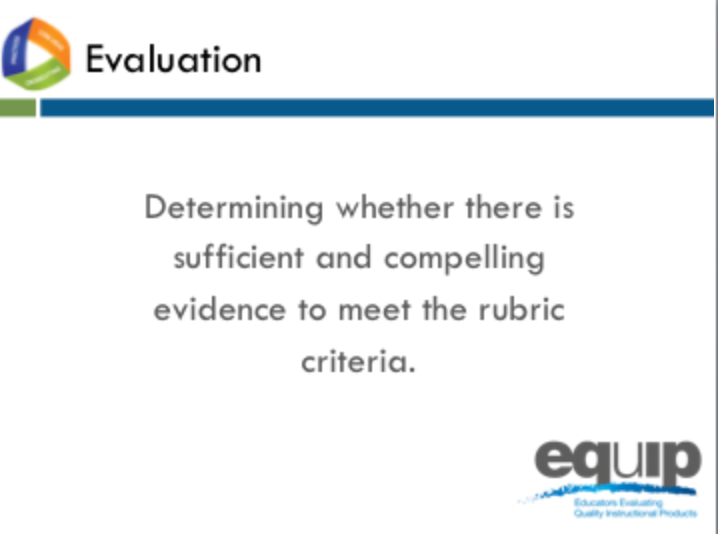 Evaluation
Determining whether there is
sufficient and compelling
evidence to meet the rubric
criteria.
equip
Educators Evaluating
Quality Instructional Products